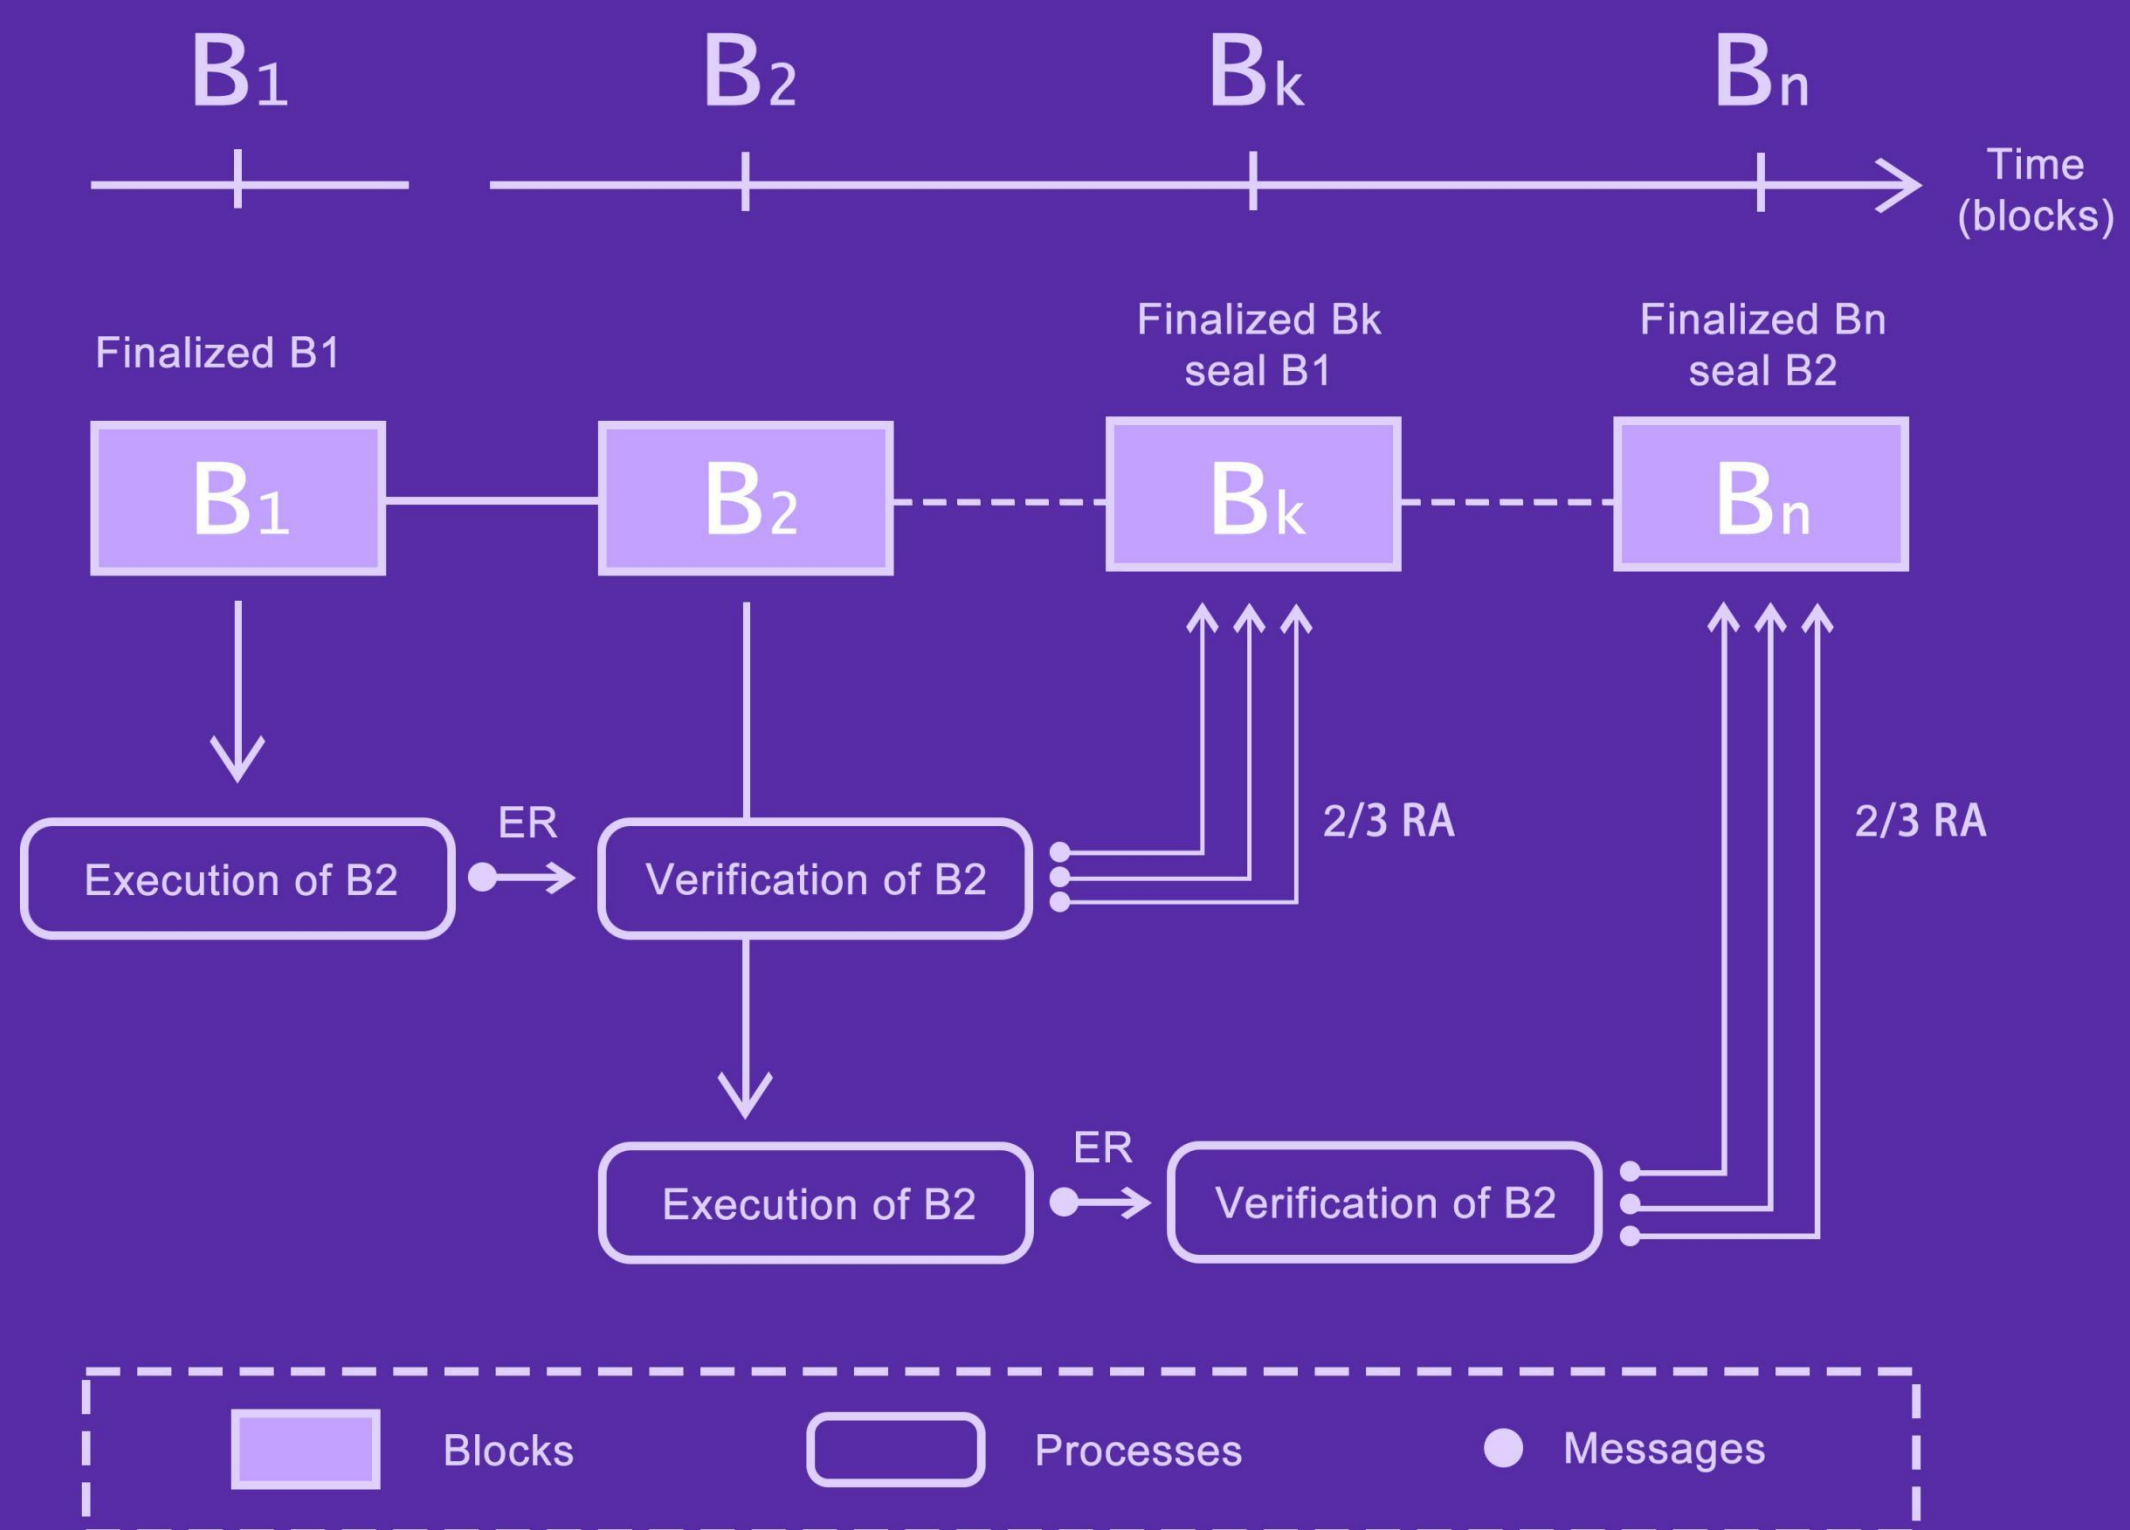 B1
B2
Bk
Bn
Time
(blocks)
Finalized B1
Finalized Bk
seal B1
Finalized Bn
seal B2
B1
B2
Bk
Bn
ER
2/3 RA
2/3 RA
Execution of B2
Verification of B2
ER
Execution of B2
Verification of B2
Blocks
Processes
Messages